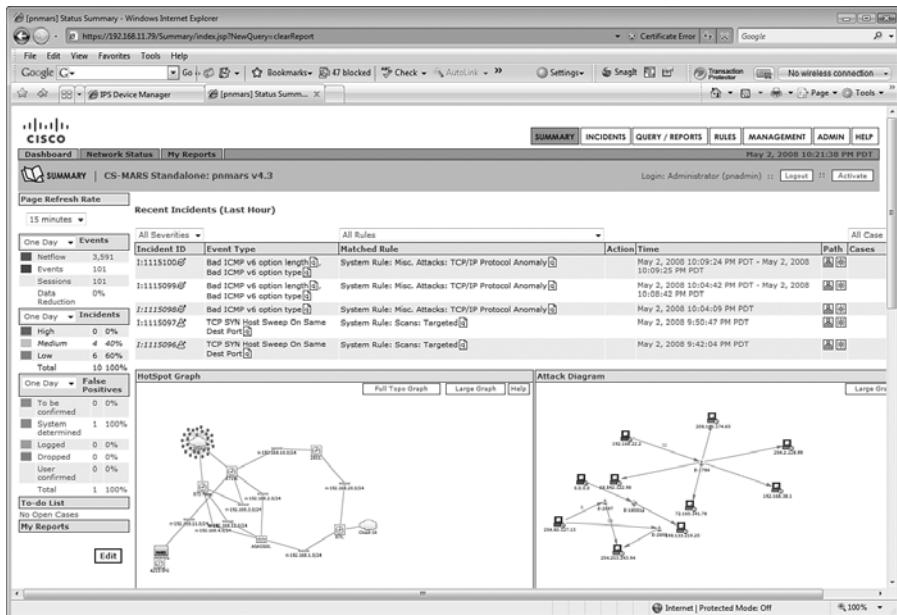 [pnmars] Status Summary - Windows Internet Explorer
https://192.168.11.79/Summary/index.jsp?NewQuery=clearReport
Certificate Error
Google
File Edit View Favorites Tools Help
Google G Go Bookmarks 47 blocked Check AutoLink Settings SnagIt Transaction Protector No wireless connection
IPS Device Manager [pnmars] Status Summ... Page Tools
CISCO
SUMMARY INCIDENTS QUERY / REPORTS RULES MANAGEMENT ADMIN HELP
Dashboard Network Status My Reports May 2, 2008 10:21:38 PM PDT
SUMMARY | CS-MARS Standalone: pnmars v4.3 Login: Administrator (pnadmin) :: Logout :: Activate
Page Refresh Rate
15 minutes
One Day Events
Netflow 3,591
Events 101
Sessions 101
Data Reduction 0%
One Day Incidents
High 0 0%
Medium 4 40%
Low 6 60%
Total 10 100%
One Day False Positives
To be confirmed 0 0%
System determined 1 100%
Logged 0 0%
Dropped 0 0%
User confirmed 0 0%
Total 1 100%
To-do List
No Open Cases
My Reports
Edit
Recent Incidents (Last Hour)
All Severities All Rules All Case
Incident ID Event Type Matched Rule Action Time Path Cases
I:1115100 Bad ICMP v6 option length q, Bad ICMP v6 option type q System Rule: Misc. Attacks: TCP/IP Protocol Anomaly q May 2, 2008 10:09:24 PM PDT - May 2, 2008 10:09:25 PM PDT
I:1115099 Bad ICMP v6 option length q, Bad ICMP v6 option type q System Rule: Misc. Attacks: TCP/IP Protocol Anomaly q May 2, 2008 10:04:42 PM PDT - May 2, 2008 10:08:42 PM PDT
I:1115098 Bad ICMP v6 option type q System Rule: Misc. Attacks: TCP/IP Protocol Anomaly q May 2, 2008 10:04:09 PM PDT
I:1115097 TCP SYN Host Sweep On Same Dest Port q System Rule: Scans: Targeted q May 2, 2008 9:50:47 PM PDT
I:1115096 TCP SYN Host Sweep On Same Dest Port q System Rule: Scans: Targeted q May 2, 2008 9:42:04 PM PDT
HotSpot Graph
Full Topo Graph Large Graph Help
Attack Diagram
Large Gra
192.168.22.2
192.168.38.1
0.0.0.0
Internet | Protected Mode: Off
100%